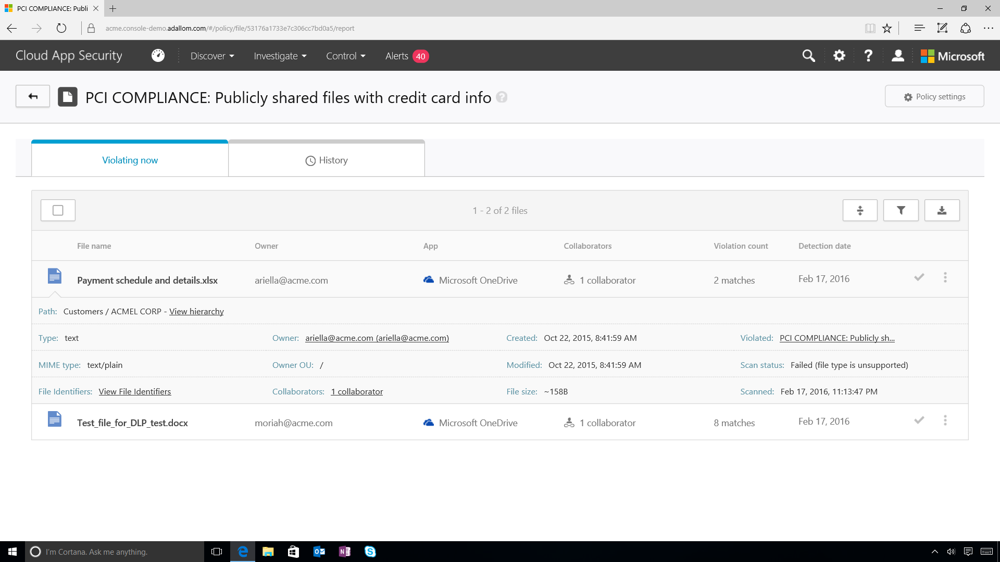 PCI COMPLIANCE: Publi
acme.console-demo.adallom.com/#/policy/file/53176a1733e7c306cc7bd0a5/report
Cloud App Security Discover Investigate Control Alerts 40 ? Microsoft
PCI COMPLIANCE: Publicly shared files with credit card info ? Policy settings
Violating now History
1 - 2 of 2 files
File name Owner App Collaborators Violation count Detection date
Payment schedule and details.xlsx ariella@acme.com Microsoft OneDrive 1 collaborator 2 matches Feb 17, 2016
Path: Customers / ACMEL CORP - View hierarchy
Type: text Owner: ariella@acme.com (ariella@acme.com) Created: Oct 22, 2015, 8:41:59 AM Violated: PCI COMPLIANCE: Publicly sh...
MIME type: text/plain Owner OU: / Modified: Oct 22, 2015, 8:41:59 AM Scan status: Failed (file type is unsupported)
File Identifiers: View File Identifiers Collaborators: 1 collaborator File size: ~158B Scanned: Feb 17, 2016, 11:13:47 PM
Test_file_for_DLP_test.docx moriah@acme.com Microsoft OneDrive 1 collaborator 8 matches Feb 17, 2016
I'm Cortana. Ask me anything.